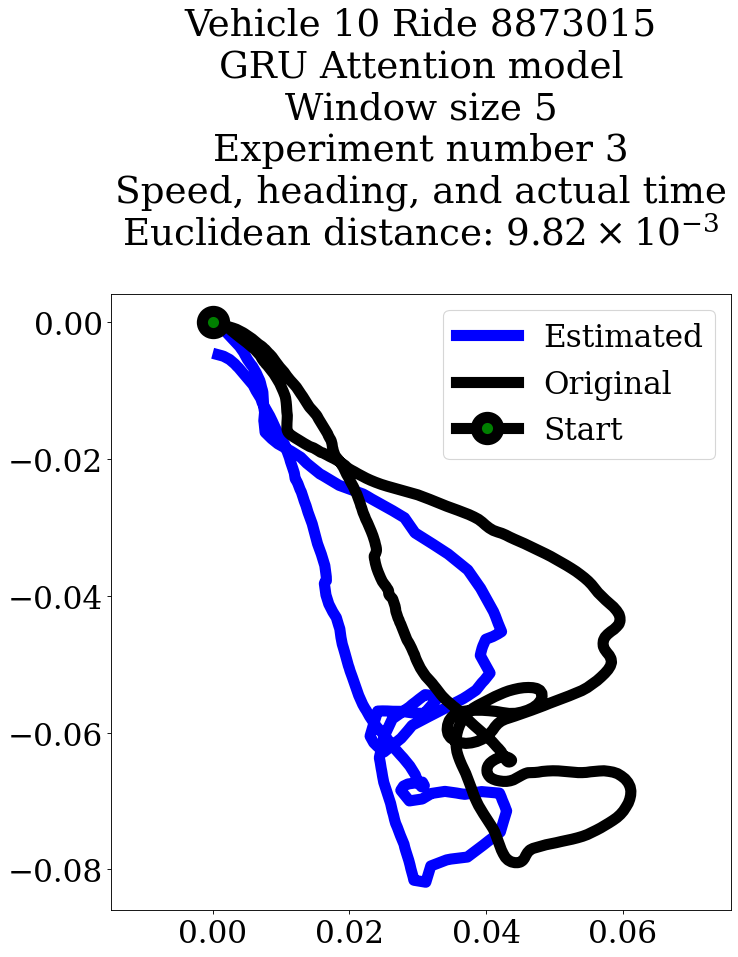 Vehicle 10 Ride 8873015
GRU Attention model
Window size 5
Experiment number 3
Speed, heading, and actual time
Euclidean distance: 9.82 × 10⁻³
Estimated
Original
Start
0.00
−0.02
−0.04
−0.06
−0.08
0.00 0.02 0.04 0.06